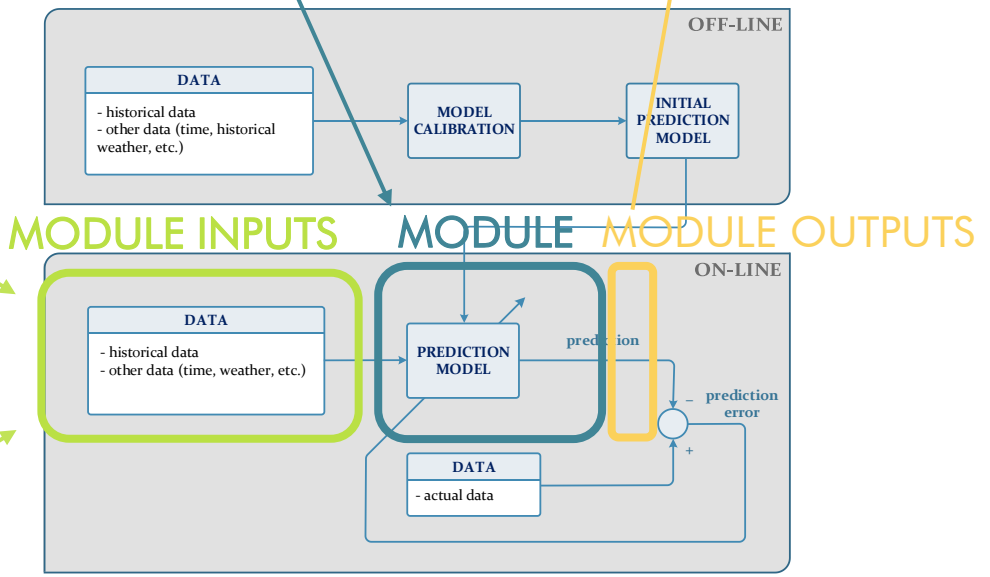 OFF-LINE
DATA
- historical data
- other data (time, historical
weather, etc.)
MODEL
CALIBRATION
INITIAL
PREDICTION
MODEL
MODULE INPUTS
MODULE
MODULE OUTPUTS
ON-LINE
DATA
- historical data
- other data (time, weather, etc.)
PREDICTION
MODEL
prediction
−
prediction
error
+
DATA
- actual data